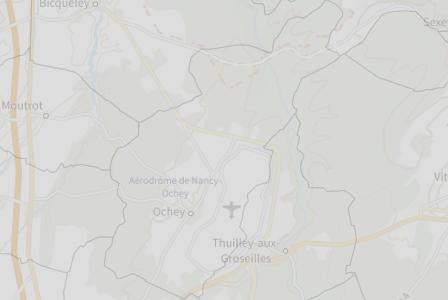 Bicqueley
Sexe
Moutrot
Aérodrome de Nancy-
Ochey
Vit
Ochey
Thuilley-aux-
Groseilles